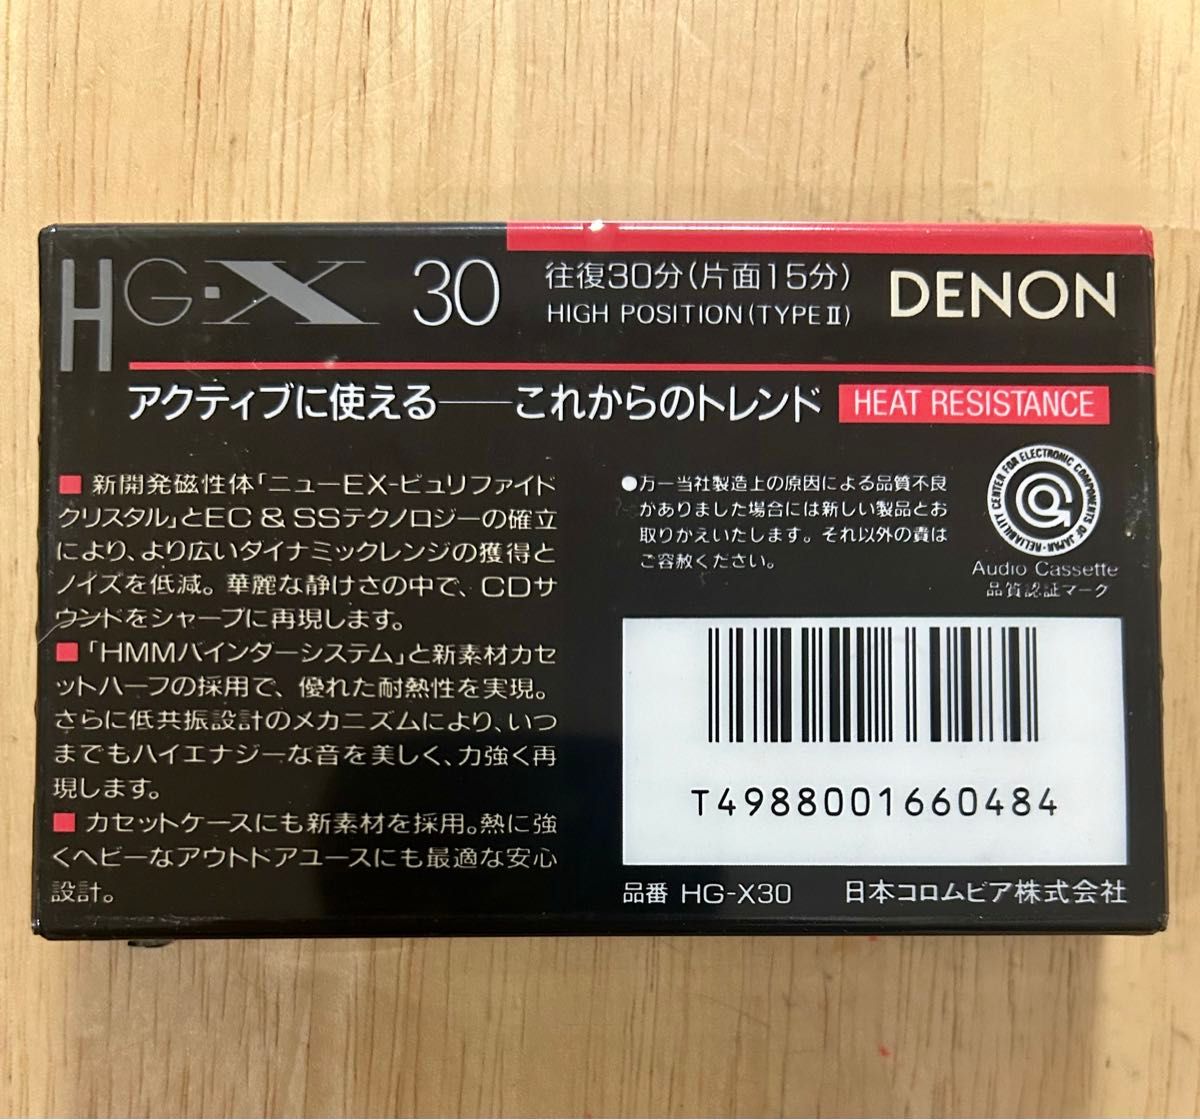 HG·X 30
往復30分(片面15分)
HIGH POSITION(TYPE II)
DENON
アクティブに使える――これからのトレンド
HEAT RESISTANCE
■ 新開発磁性体「ニューEX-ピュリファイド
クリスタル」とEC & SSテクノロジーの確立
により、より広いダイナミックレンジの獲得と
ノイズを低減。華麗な静けさの中で、CDサ
ウンドをシャープに再現します。
■ 「HMMバインダーシステム」と新素材カセ
ットハーフの採用で、優れた耐熱性を実現。
さらに低共振設計のメカニズムにより、いつ
までもハイエナジーな音を美しく、力強く再
現します。
■ カセットケースにも新素材を採用。熱に強
くヘビーなアウトドアユースにも最適な安心
設計。
●万一当社製造上の原因による品質不良
がありました場合には新しい製品とお
取りかえいたします。それ以外の責は
ご容赦ください。
RELIABILITY CENTER FOR ELECTRONIC COMPONENTS OF JAPAN
Audio Cassette
品質認証マーク
T4988001660484
品番 HG-X30
日本コロムビア株式会社